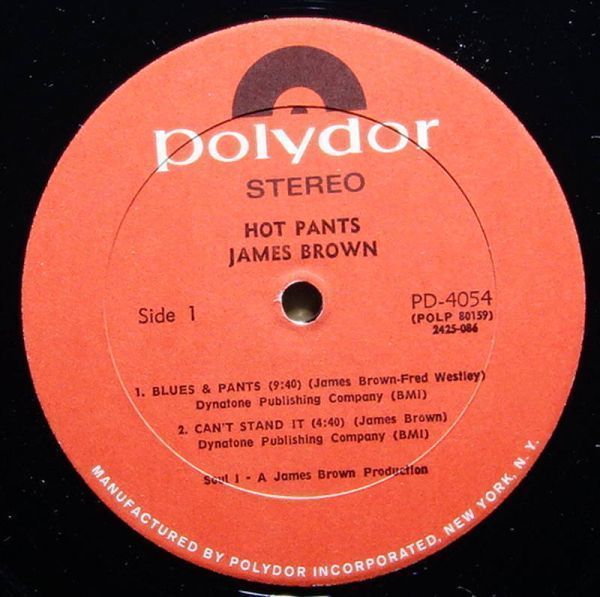 polydor
STEREO
HOT PANTS
JAMES BROWN
Side 1
PD-4054
(POLP 80159)
2425-086
1. BLUES & PANTS (9:40) (James Brown-Fred Westley)
Dynatone Publishing Company (BMI)
2. CAN'T STAND IT (4:40) (James Brown)
Dynatone Publishing Company (BMI)
Soul 1 - A James Brown Production
MANUFACTURED BY POLYDOR INCORPORATED, NEW YORK, N.Y.